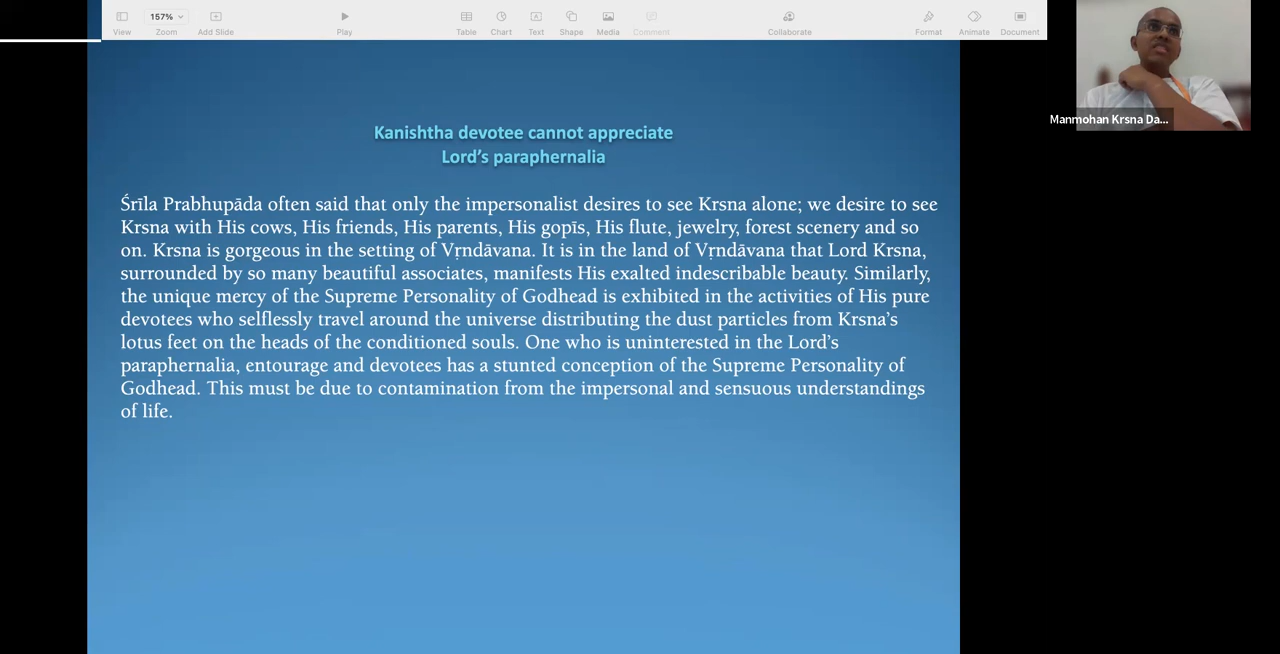 157%
View
Zoom
Add Slide
Play
Table
Chart
Text
Shape
Media
Comment
Collaborate
Format
Animate
Document
Manmohan Krsna Da...
Kanishtha devotee cannot appreciate
Lord's paraphernalia
Śrīla Prabhupāda often said that only the impersonalist desires to see Krsna alone; we desire to see
Krsna with His cows, His friends, His parents, His gopīs, His flute, jewelry, forest scenery and so
on. Krsna is gorgeous in the setting of Vṛndāvana. It is in the land of Vṛndāvana that Lord Krsna,
surrounded by so many beautiful associates, manifests His exalted indescribable beauty. Similarly,
the unique mercy of the Supreme Personality of Godhead is exhibited in the activities of His pure
devotees who selflessly travel around the universe distributing the dust particles from Krsna's
lotus feet on the heads of the conditioned souls. One who is uninterested in the Lord's
paraphernalia, entourage and devotees has a stunted conception of the Supreme Personality of
Godhead. This must be due to contamination from the impersonal and sensuous understandings
of life.